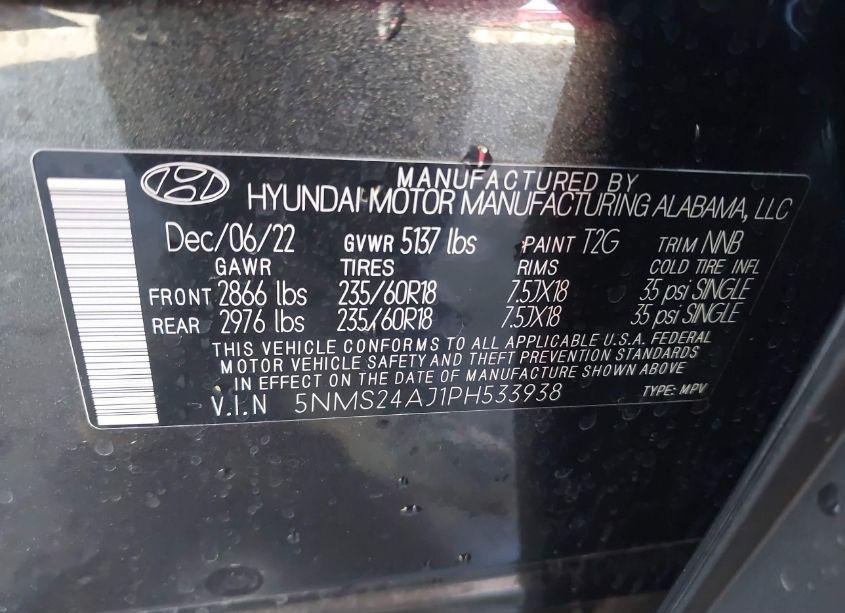 MANUFACTURED BY
HYUNDAI MOTOR MANUFACTURING ALABAMA, LLC
Dec/06/22 GVWR 5137 lbs PAINT T2G TRIM NNB
GAWR TIRES RIMS COLD TIRE INFL
FRONT 2866 lbs 235/60R18 7.5JX18 35 psi SINGLE
REAR 2976 lbs 235/60R18 7.5JX18 35 psi SINGLE
THIS VEHICLE CONFORMS TO ALL APPLICABLE U.S.A. FEDERAL
MOTOR VEHICLE SAFETY AND THEFT PREVENTION STANDARDS
IN EFFECT ON THE DATE OF MANUFACTURE SHOWN ABOVE
V.I.N 5NMS24AJ1PH533938 TYPE: MPV